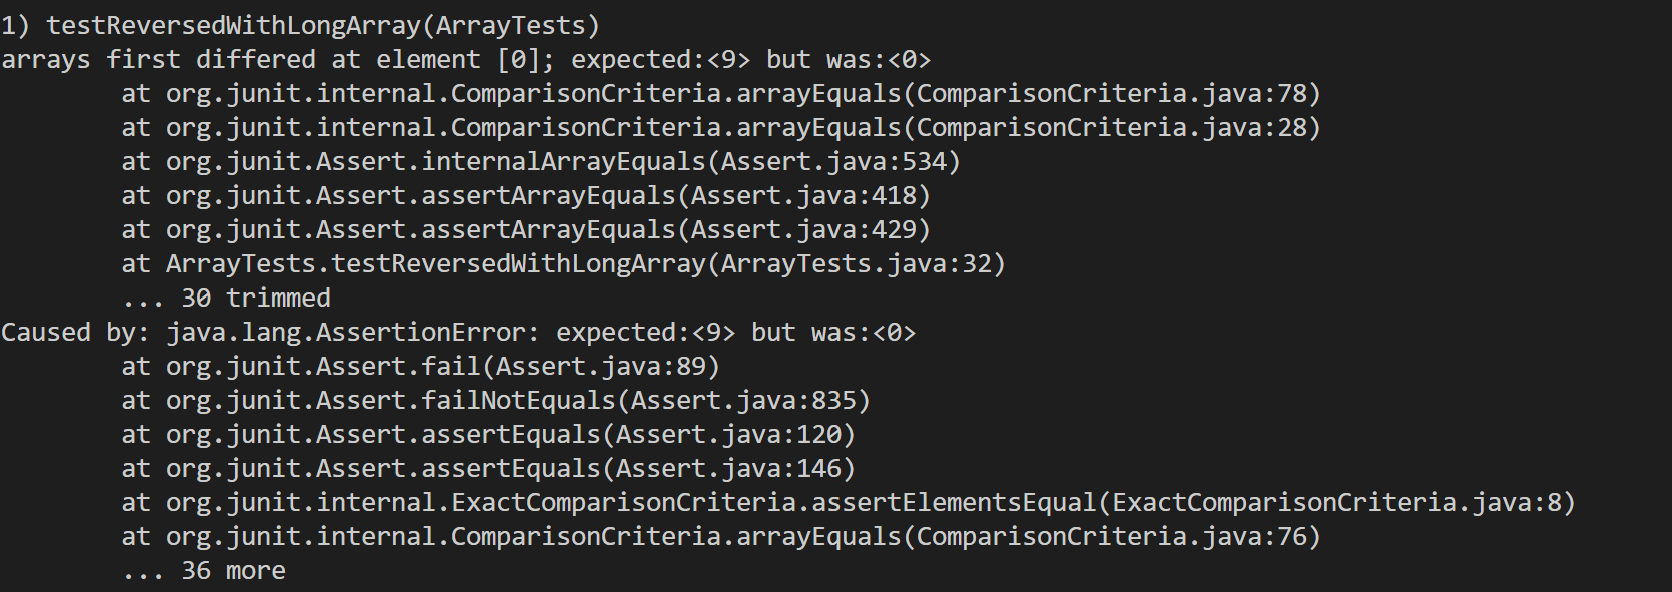 1) testReversedWithLongArray(ArrayTests)
arrays first differed at element [0]; expected:<9> but was:<0>
        at org.junit.internal.ComparisonCriteria.arrayEquals(ComparisonCriteria.java:78)
        at org.junit.internal.ComparisonCriteria.arrayEquals(ComparisonCriteria.java:28)
        at org.junit.Assert.internalArrayEquals(Assert.java:534)
        at org.junit.Assert.assertArrayEquals(Assert.java:418)
        at org.junit.Assert.assertArrayEquals(Assert.java:429)
        at ArrayTests.testReversedWithLongArray(ArrayTests.java:32)
        ... 30 trimmed
Caused by: java.lang.AssertionError: expected:<9> but was:<0>
        at org.junit.Assert.fail(Assert.java:89)
        at org.junit.Assert.failNotEquals(Assert.java:835)
        at org.junit.Assert.assertEquals(Assert.java:120)
        at org.junit.Assert.assertEquals(Assert.java:146)
        at org.junit.internal.ExactComparisonCriteria.assertElementsEqual(ExactComparisonCriteria.java:8)
        at org.junit.internal.ComparisonCriteria.arrayEquals(ComparisonCriteria.java:76)
        ... 36 more